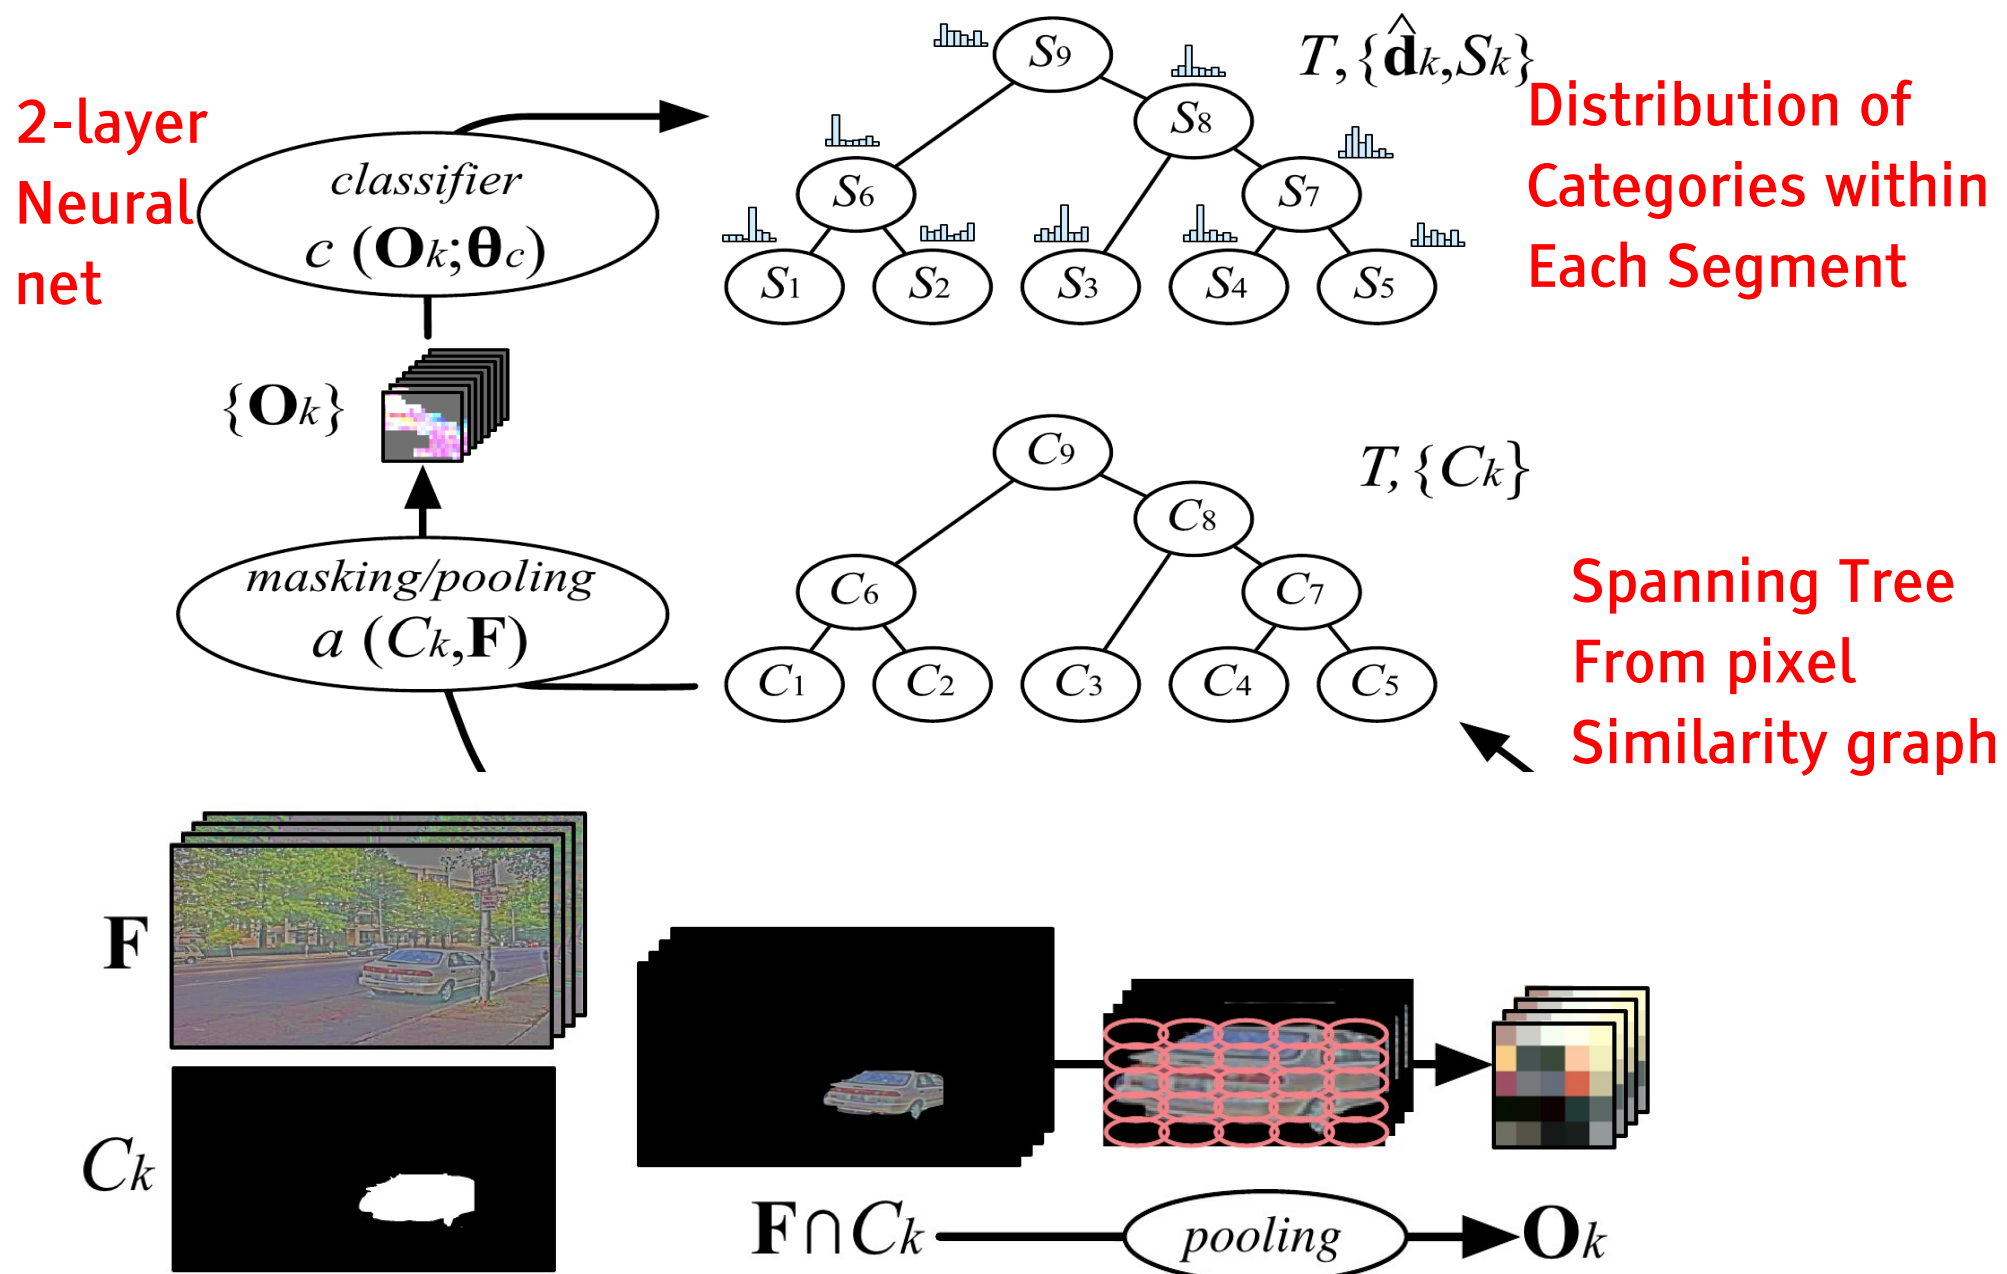 2-layer
Neural
net
classifier
c (Ok;θc)
{Ok}
masking/pooling
a (Ck,F)
S9
S8
S6
S7
S1
S2
S3
S4
S5
T, {d̂k,Sk}
Distribution of
Categories within
Each Segment
C9
C8
C6
C7
C1
C2
C3
C4
C5
T, {Ck}
Spanning Tree
From pixel
Similarity graph
F
Ck
F∩Ck
pooling
Ok